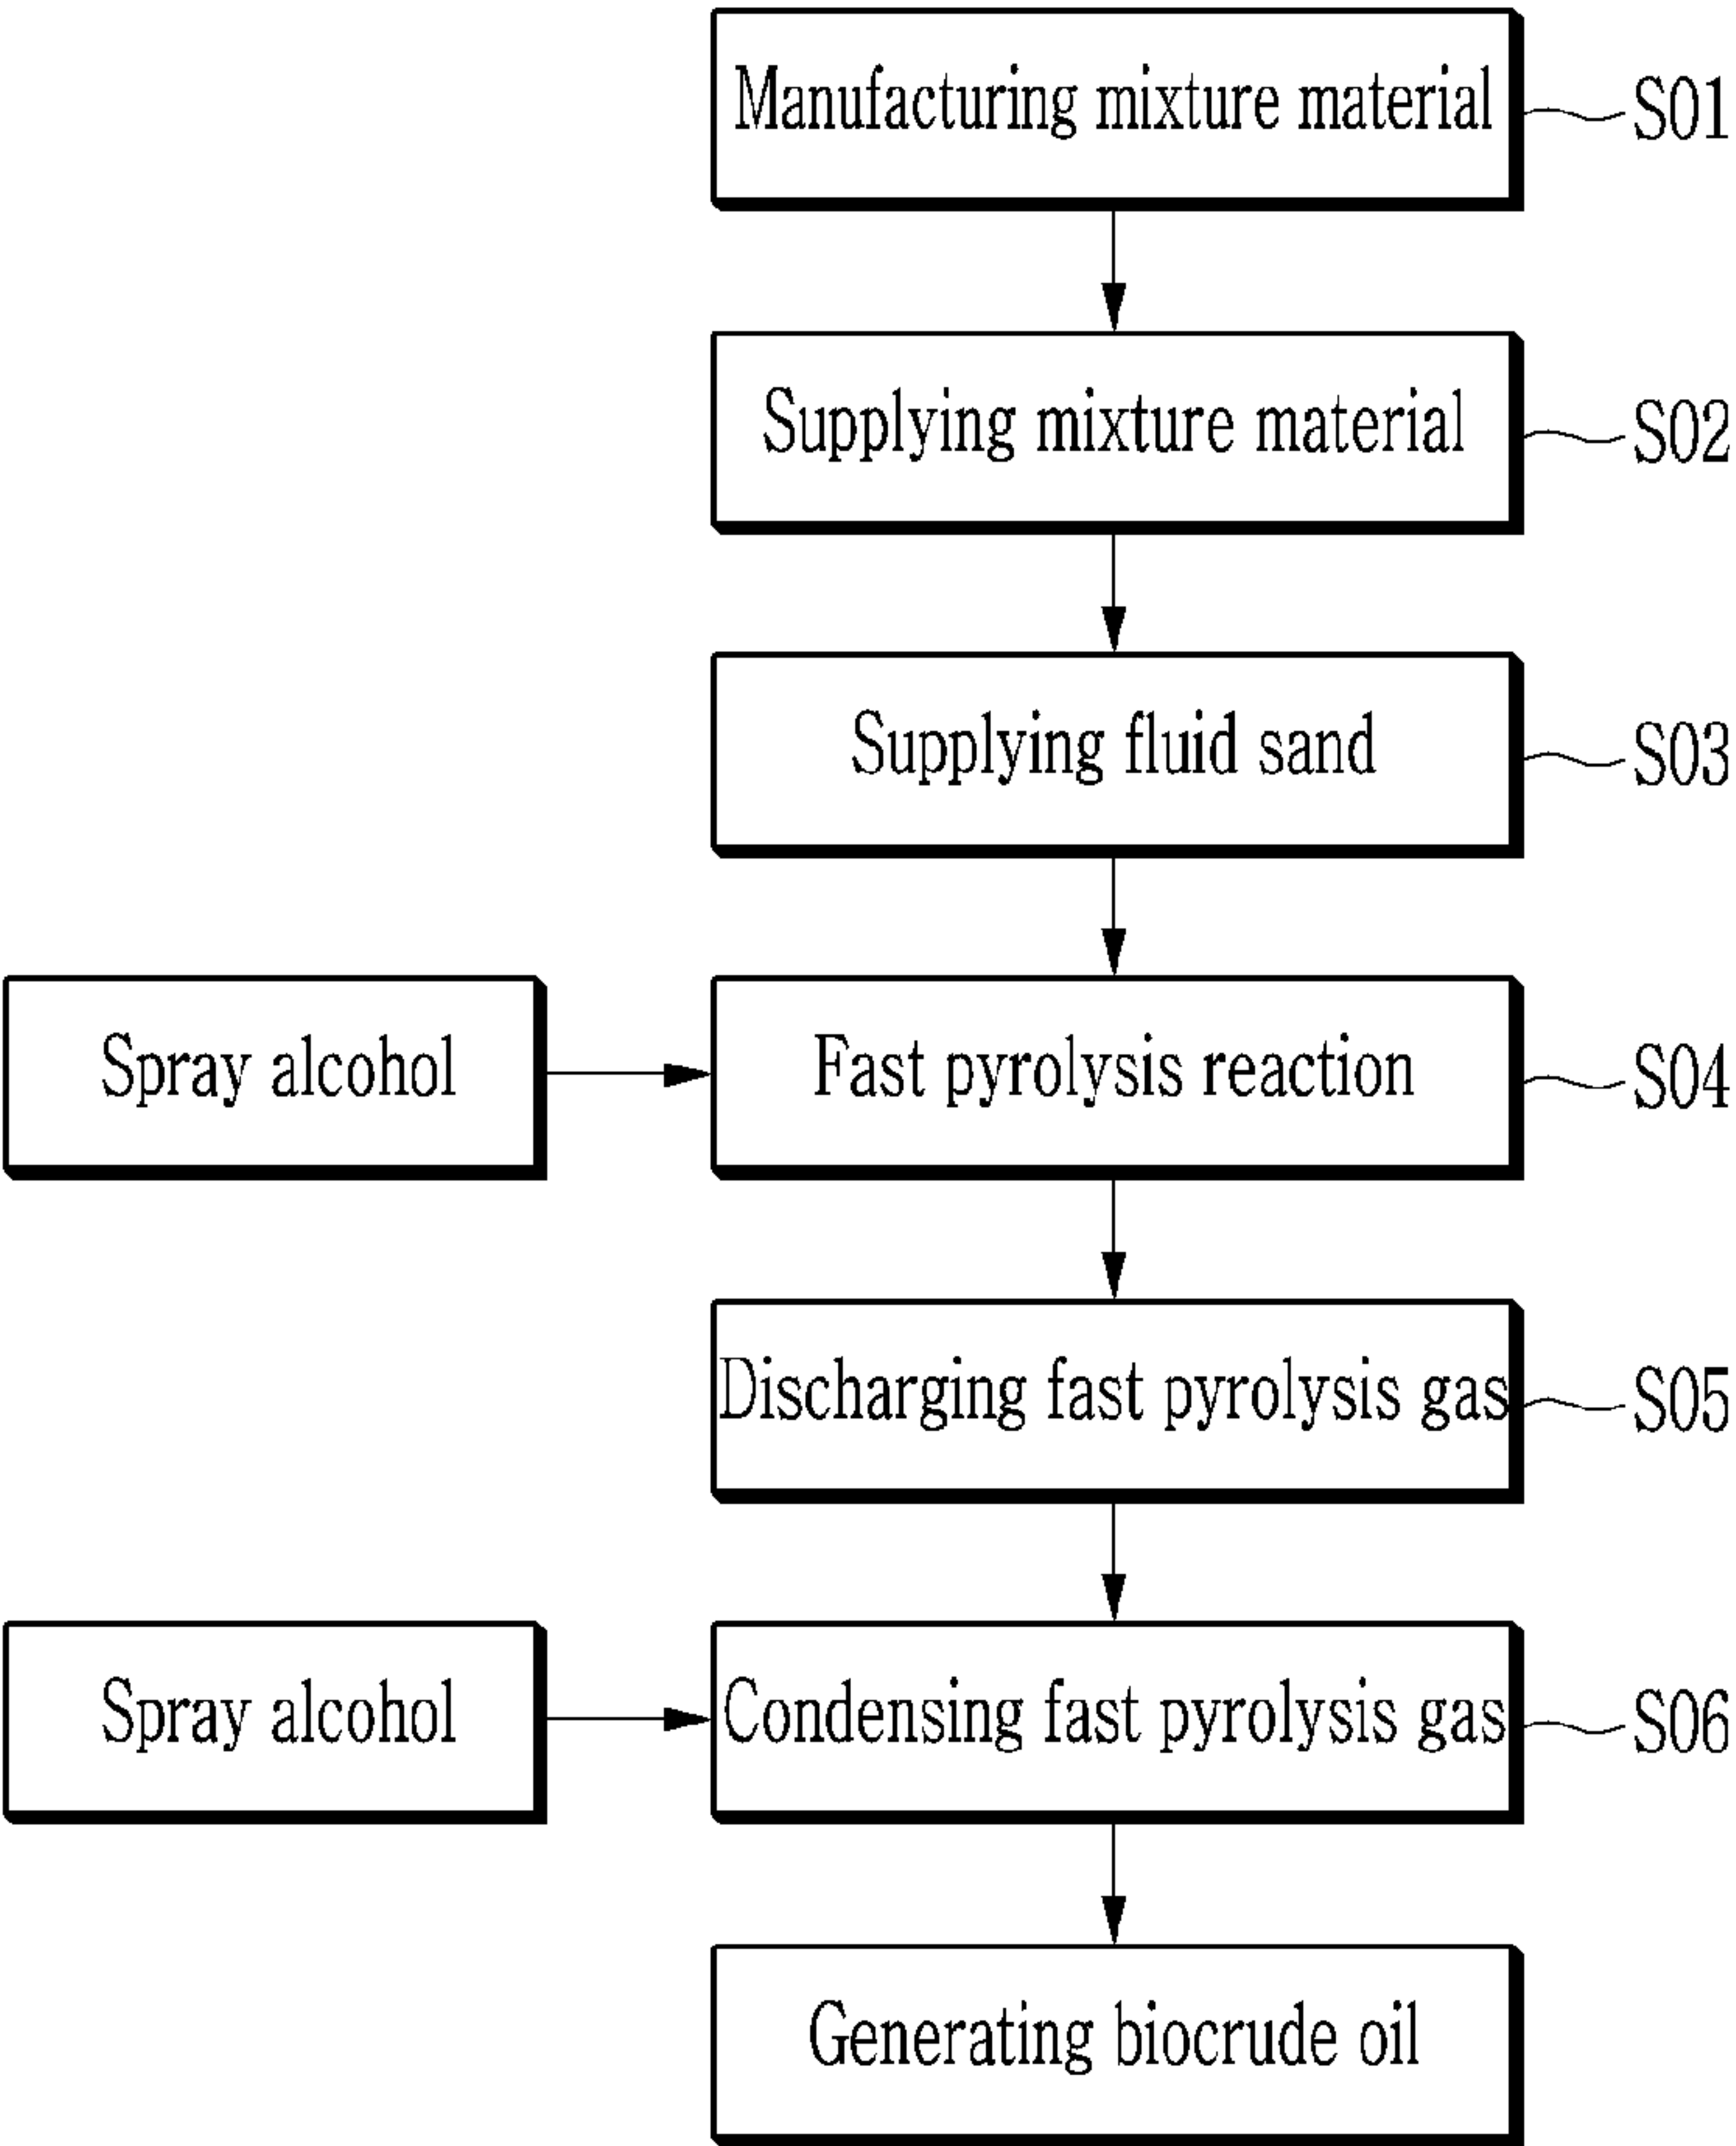 Manufacturing mixture material
S01
Supplying mixture material
S02
Supplying fluid sand
S03
Spray alcohol
Fast pyrolysis reaction
S04
Discharging fast pyrolysis gas
S05
Spray alcohol
Condensing fast pyrolysis gas
S06
Generating biocrude oil